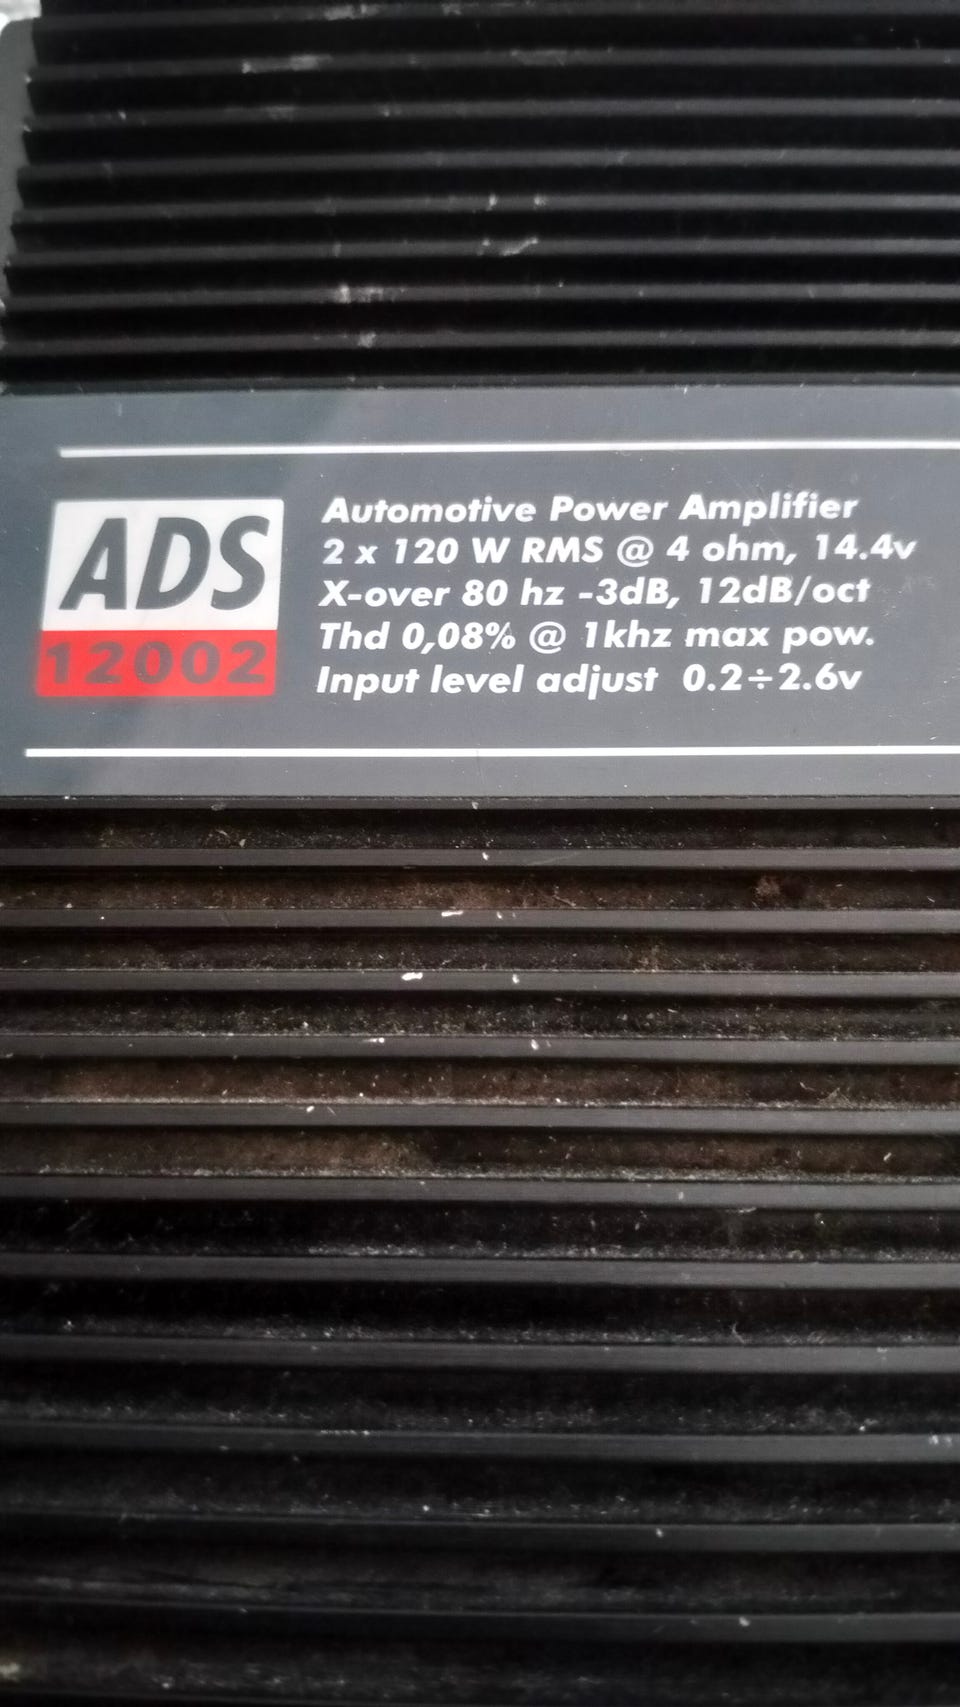 ADS
12002
Automotive Power Amplifier
2 x 120 W RMS @ 4 ohm, 14.4v
X-over 80 hz -3dB, 12dB/oct
Thd 0,08% @ 1khz max pow.
Input level adjust 0.2÷2.6v